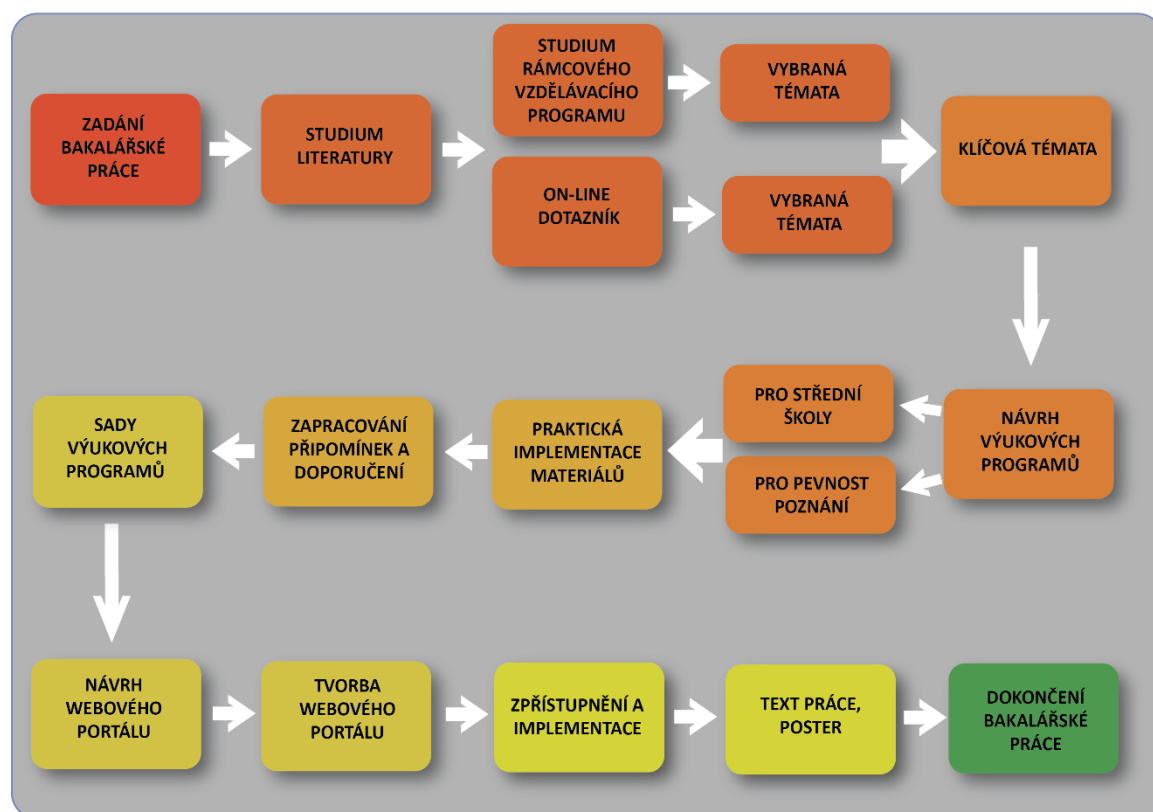 ZADÁNÍ
BAKALÁŘSKÉ
PRÁCE
STUDIUM
LITERATURY
STUDIUM
RÁMCOVÉHO
VZDĚLÁVACÍHO
PROGRAMU
VYBRANÁ
TÉMATA
ON-LINE
DOTAZNÍK
VYBRANÁ
TÉMATA
KLÍČOVÁ TÉMATA
NÁVRH
VÝUKOVÝCH
PROGRAMŮ
PRO STŘEDNÍ
ŠKOLY
PRO PEVNOST
POZNÁNÍ
PRAKTICKÁ
IMPLEMENTACE
MATERIÁLŮ
ZAPRACOVÁNÍ
PŘIPOMÍNEK A
DOPORUČENÍ
SADY
VÝUKOVÝCH
PROGRAMŮ
NÁVRH
WEBOVÉHO
PORTÁLU
TVORBA
WEBOVÉHO
PORTÁLU
ZPŘÍSTUPNĚNÍ A
IMPLEMENTACE
TEXT PRÁCE,
POSTER
DOKONČENÍ
BAKALÁŘSKÉ
PRÁCE